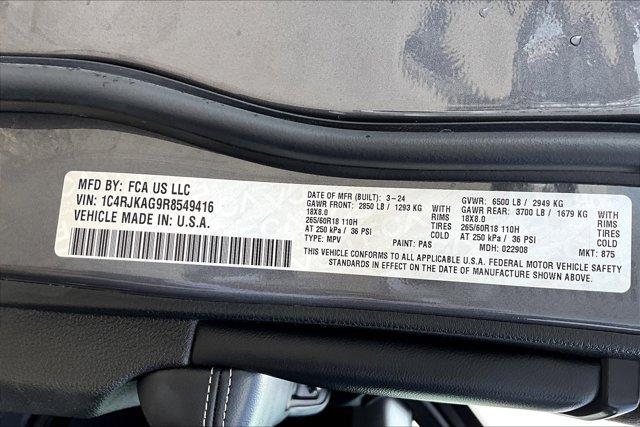 MFD BY: FCA US LLC
VIN: 1C4RJKAG9R8549416
VEHICLE MADE IN: U.S.A.
DATE OF MFR (BUILT): 3-24
GAWR FRONT: 2850 LB / 1293 KG WITH
18X8.0 RIMS
265/60R18 110H TIRES
AT 250 kPa / 36 PSI COLD
TYPE: MPV PAINT: PAS
GVWR: 6500 LB / 2949 KG
GAWR REAR: 3700 LB / 1679 KG WITH
18X8.0 RIMS
265/60R18 110H TIRES
AT 250 kPa / 36 PSI COLD
MDH: 022908 MKT: 875
THIS VEHICLE CONFORMS TO ALL APPLICABLE U.S.A. FEDERAL MOTOR VEHICLE SAFETY
STANDARDS IN EFFECT ON THE DATE OF MANUFACTURE SHOWN ABOVE.